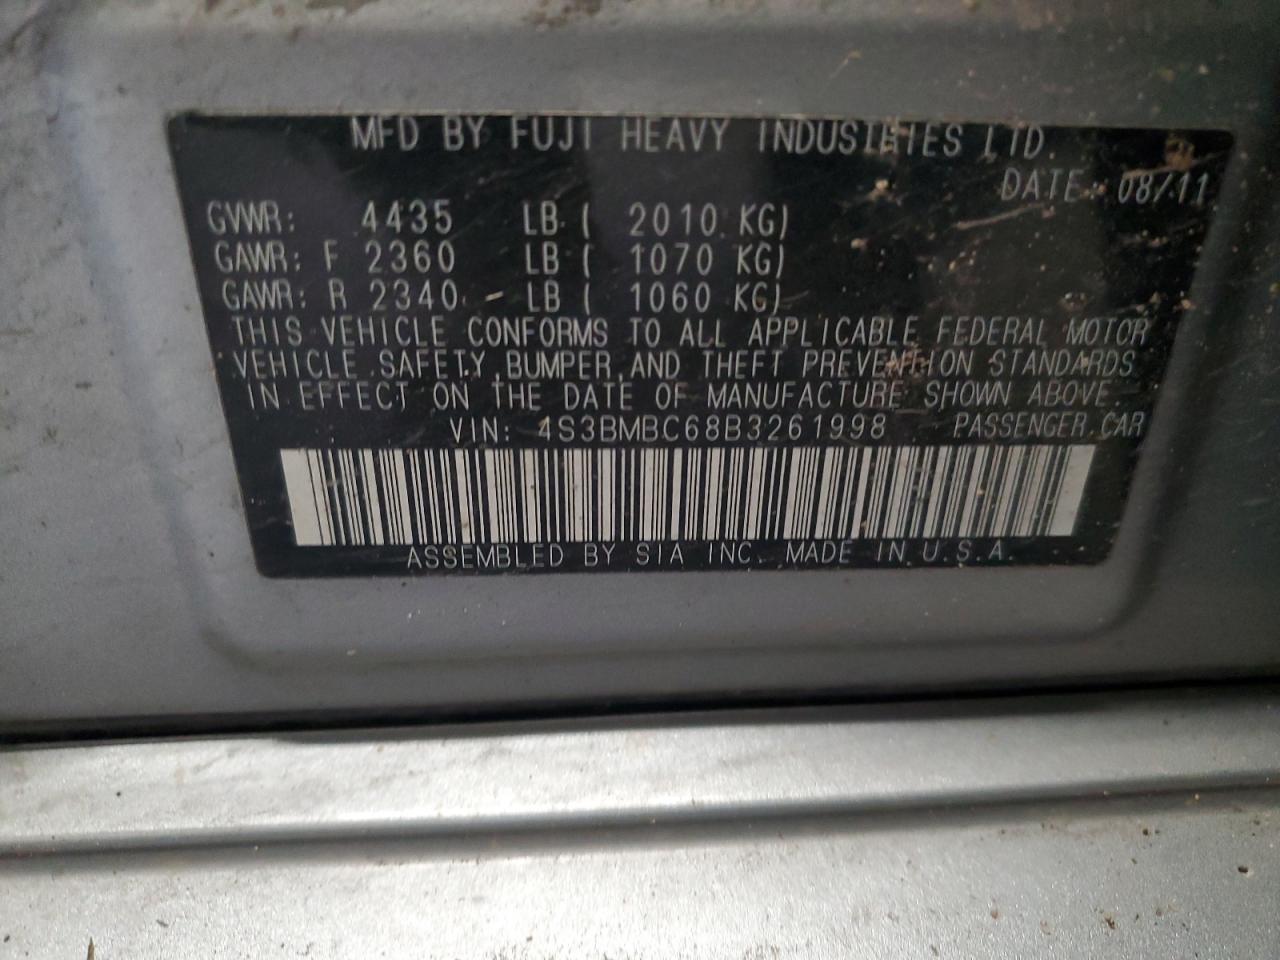 MFD BY FUJI HEAVY INDUSTRIES LTD.
DATE: 08/11
GVWR: 4435 LB ( 2010 KG)
GAWR: F 2360 LB ( 1070 KG)
GAWR: R 2340 LB ( 1060 KG)
THIS VEHICLE CONFORMS TO ALL APPLICABLE FEDERAL MOTOR
VEHICLE SAFETY, BUMPER, AND THEFT PREVENTION STANDARDS
IN EFFECT ON THE DATE OF MANUFACTURE SHOWN ABOVE.
VIN: 4S3BMBC68B3261998 PASSENGER CAR
ASSEMBLED BY SIA INC. MADE IN U.S.A.